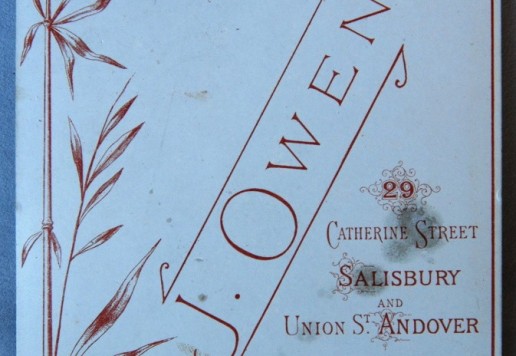 J. OWEN
29
CATHERINE STREET
SALISBURY
AND
UNION ST. ANDOVER